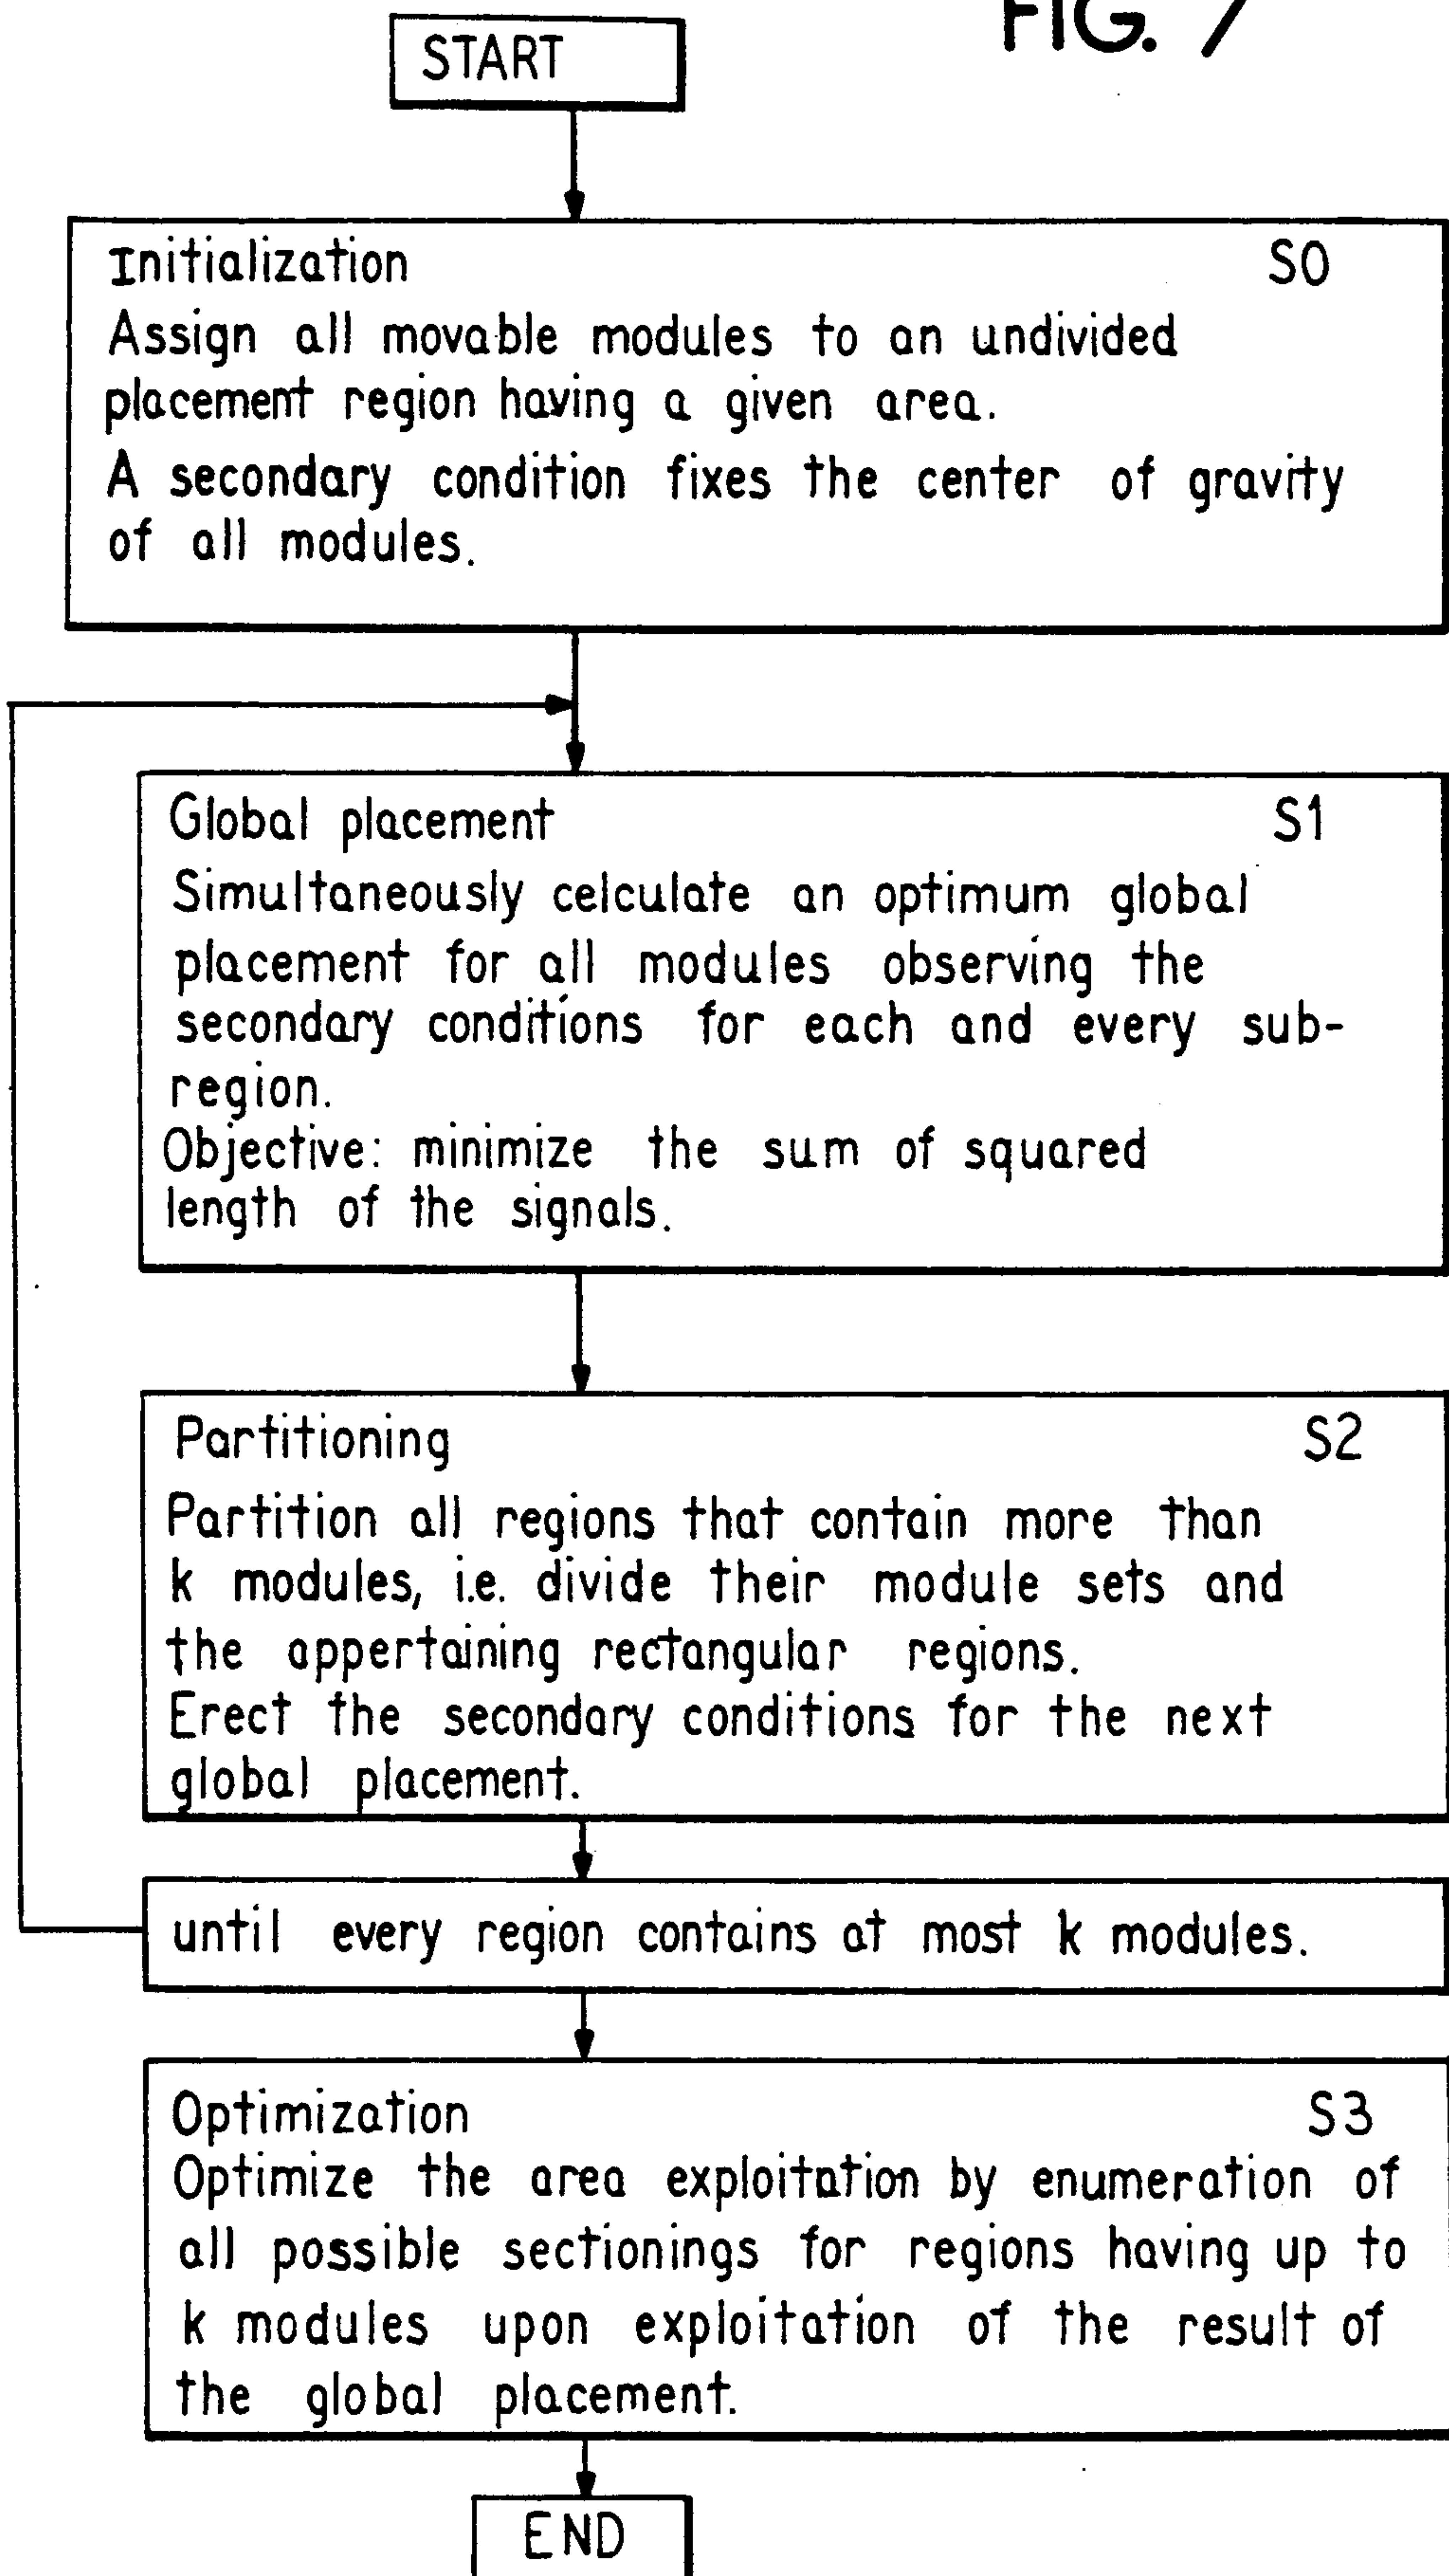 FIG. 7
START
Initialization S0
Assign all movable modules to an undivided
placement region having a given area.
A secondary condition fixes the center of gravity
of all modules.
Global placement S1
Simultaneously celculate an optimum global
placement for all modules observing the
secondary conditions for each and every sub-
region.
Objective: minimize the sum of squared
length of the signals.
Partitioning S2
Partition all regions that contain more than
k modules, i.e. divide their module sets and
the appertaining rectangular regions.
Erect the secondary conditions for the next
global placement.
until every region contains at most k modules.
Optimization S3
Optimize the area exploitation by enumeration of
all possible sectionings for regions having up to
k modules upon exploitation of the result of
the global placement.
END